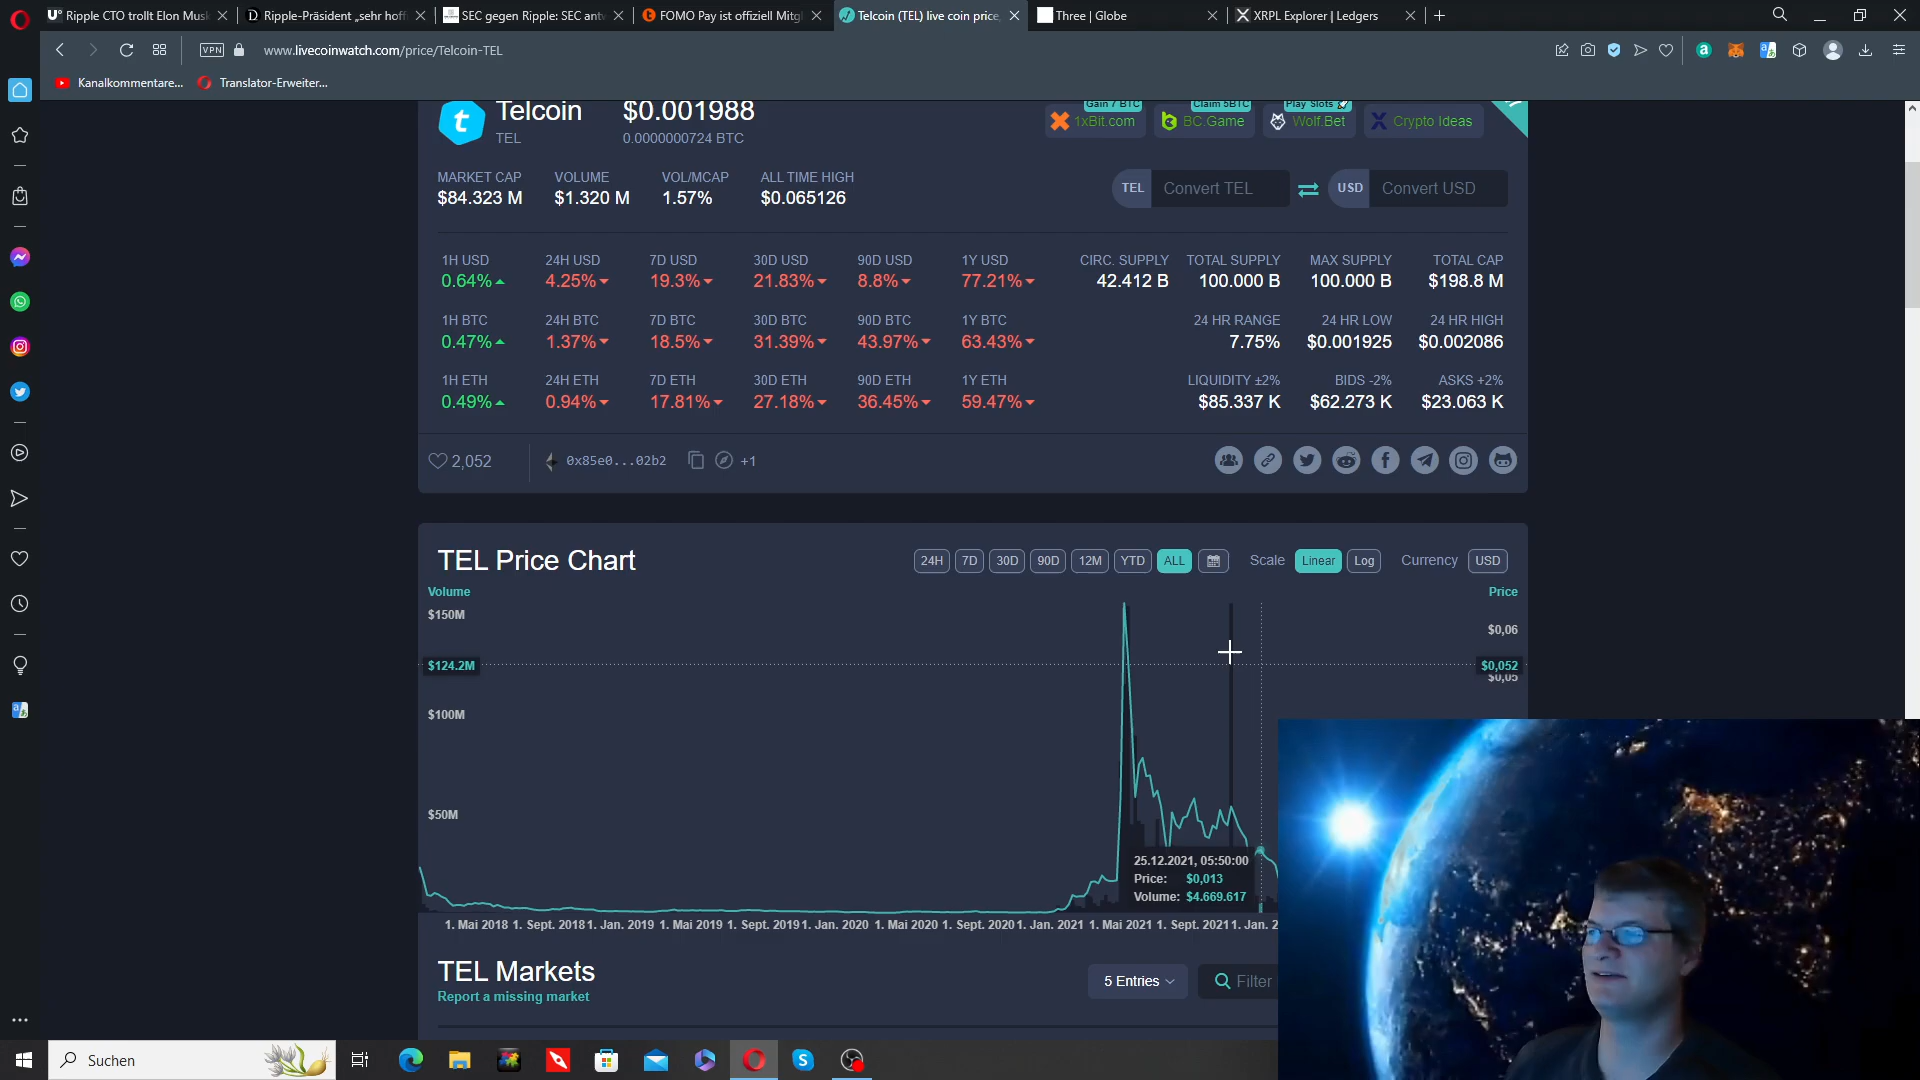 Ripple CTO trollt Elon Musk
Ripple-Präsident „sehr hoff
SEC gegen Ripple: SEC ant
FOMO Pay ist offiziell Mitgl
Telcoin (TEL) live coin price,
Three | Globe
XRPL Explorer | Ledgers
VPN
www.livecoinwatch.com/price/Telcoin-TEL
Kanalkommentare...
Translator-Erweiter...
Telcoin
$0.001988
TEL
0.0000000724 BTC
Gain 7 BTC
1xBit.com
Claim 5BTC
BC.Game
Play Slots
Wolf.Bet
Crypto Ideas
MARKET CAP
$84.323 M
VOLUME
$1.320 M
VOL/MCAP
1.57%
ALL TIME HIGH
$0.065126
TEL
Convert TEL
USD
Convert USD
1H USD
0.64%
24H USD
4.25%
7D USD
19.3%
30D USD
21.83%
90D USD
8.8%
1Y USD
77.21%
CIRC. SUPPLY
42.412 B
TOTAL SUPPLY
100.000 B
MAX SUPPLY
100.000 B
TOTAL CAP
$198.8 M
1H BTC
0.47%
24H BTC
1.37%
7D BTC
18.5%
30D BTC
31.39%
90D BTC
43.97%
1Y BTC
63.43%
24 HR RANGE
7.75%
24 HR LOW
$0.001925
24 HR HIGH
$0.002086
1H ETH
0.49%
24H ETH
0.94%
7D ETH
17.81%
30D ETH
27.18%
90D ETH
36.45%
1Y ETH
59.47%
LIQUIDITY ±2%
$85.337 K
BIDS -2%
$62.273 K
ASKS +2%
$23.063 K
2,052
0x85e0...02b2
+1
TEL Price Chart
24H
7D
30D
90D
12M
YTD
ALL
Scale
Linear
Log
Currency
USD
Volume
Price
$150M
$0,06
$124.2M
$0,052
$0,05
$100M
$50M
25.12.2021, 05:50:00
Price: $0,013
Volume: $4.669.617
1. Mai 2018
1. Sept. 2018
1. Jan. 2019
1. Mai 2019
1. Sept. 2019
1. Jan. 2020
1. Mai 2020
1. Sept. 2020
1. Jan. 2021
1. Mai 2021
1. Sept. 2021
1. Jan. 2
TEL Markets
Report a missing market
5 Entries
Filter
Suchen